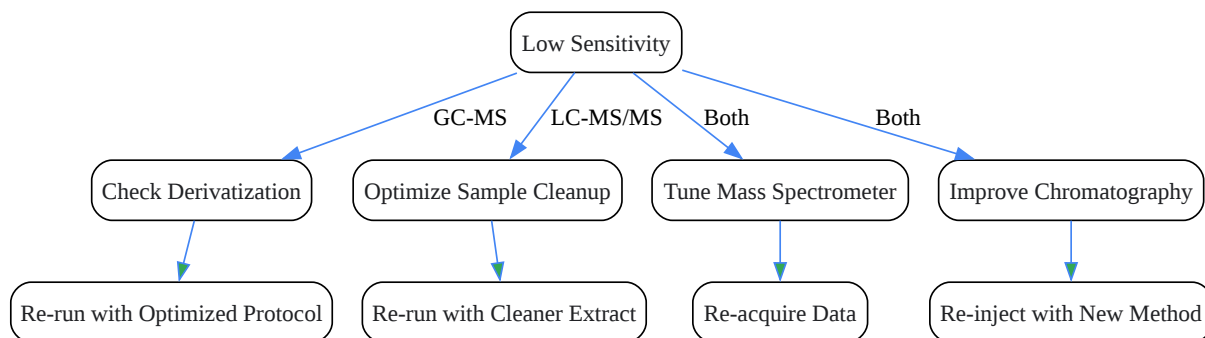 Low Sensitivity
GC-MS
LC-MS/MS
Both
Both
Check Derivatization
Optimize Sample Cleanup
Tune Mass Spectrometer
Improve Chromatography
Re-run with Optimized Protocol
Re-run with Cleaner Extract
Re-acquire Data
Re-inject with New Method